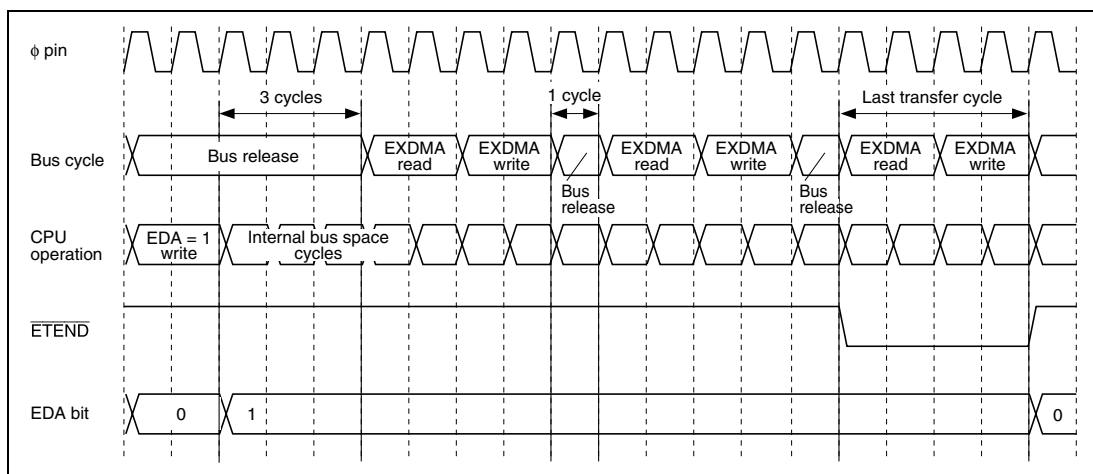 φ pin
3 cycles
1 cycle
Last transfer cycle
Bus cycle
Bus release
EXDMA
read
EXDMA
write
EXDMA
read
EXDMA
write
EXDMA
read
EXDMA
write
Bus
release
Bus
release
CPU
operation
EDA = 1
write
Internal bus space
cycles
ETEND
EDA bit
0
1
0